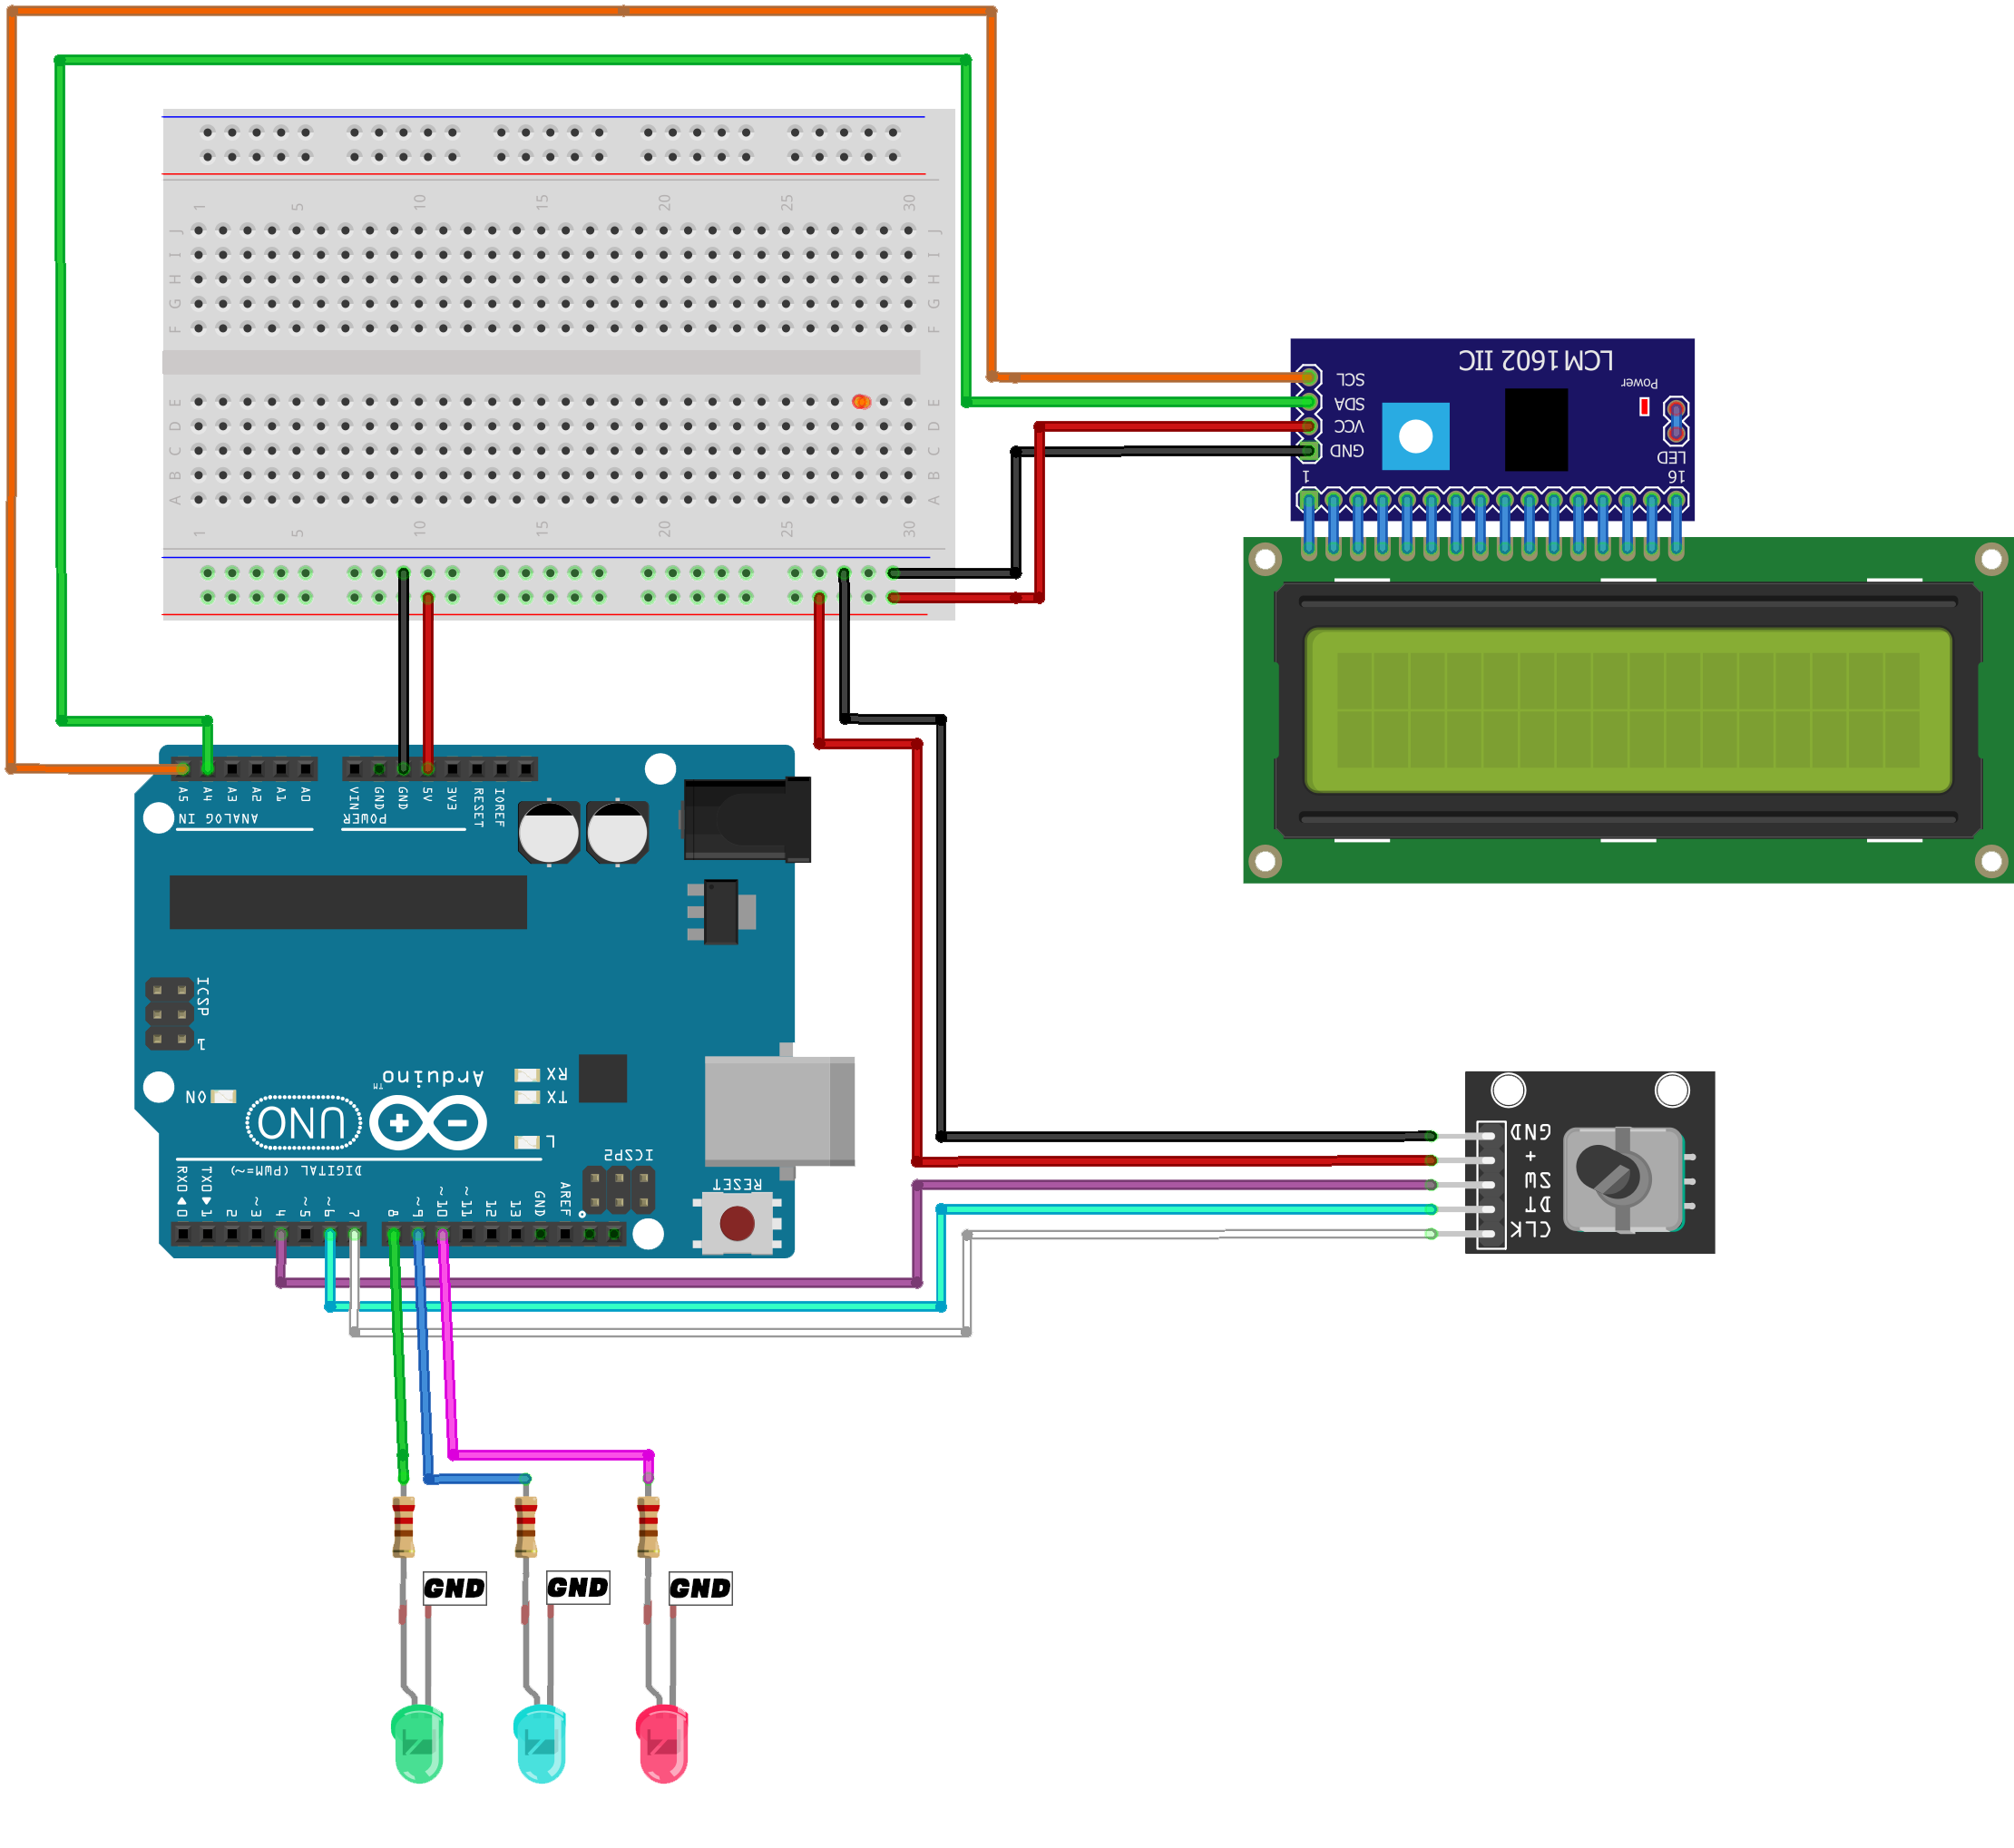 1 5 10 15 20 25 30
J J
I I
H H
G G
F F
E E
D D
C C
B B
A A
1 5 10 15 20 25 30
LCM1602 IIC
SCL
SDA
VCC
GND
Power
LED
1 16
A5 A4 A3 A2 A1 A0
VIN GND GND 5V 3V3 RESET IOREF
ANALOG IN
POWER
ICSP
1
Arduino™
ON
UNO
RX
TX
L
ICSP2
DIGITAL (PWM=~)
RESET
RX0◀0 TX0▶1 2 ~3 4 ~5 ~6 7 8 ~9 ~10 ~11 12 13 GND AREF
GND
+
SW
DT
CLK
GND GND GND